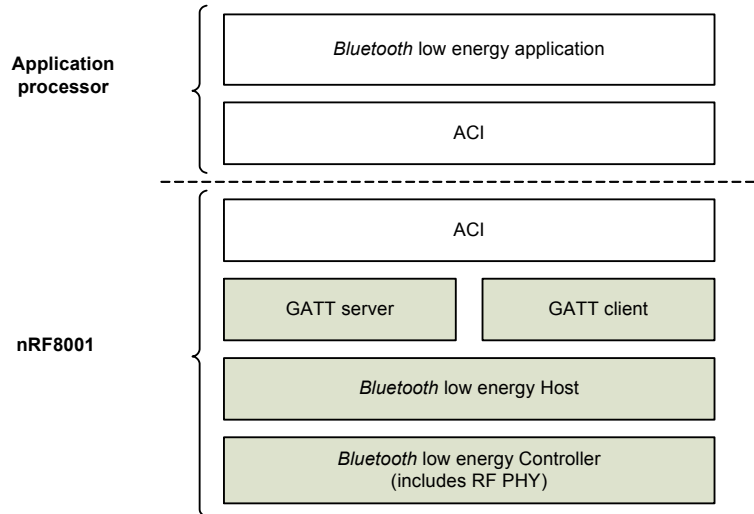 Application
processor
Bluetooth low energy application
ACI
nRF8001
ACI
GATT server
GATT client
Bluetooth low energy Host
Bluetooth low energy Controller
(includes RF PHY)